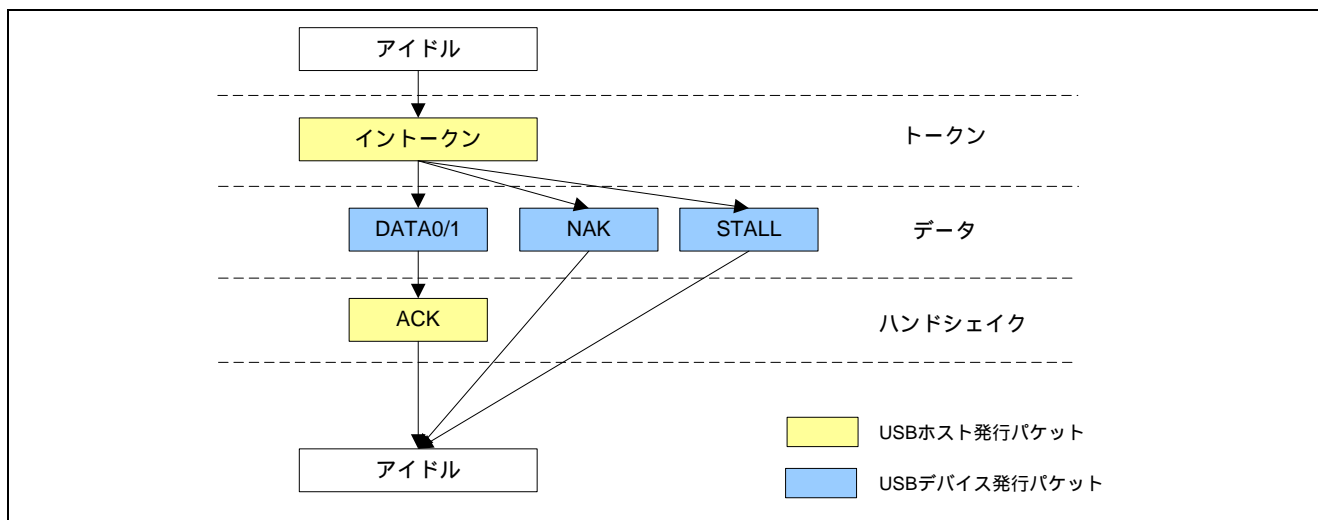 アイドル
イントークン
トークン
DATA0/1
NAK
STALL
データ
ACK
ハンドシェイク
アイドル
USBホスト発行パケット
USBデバイス発行パケット